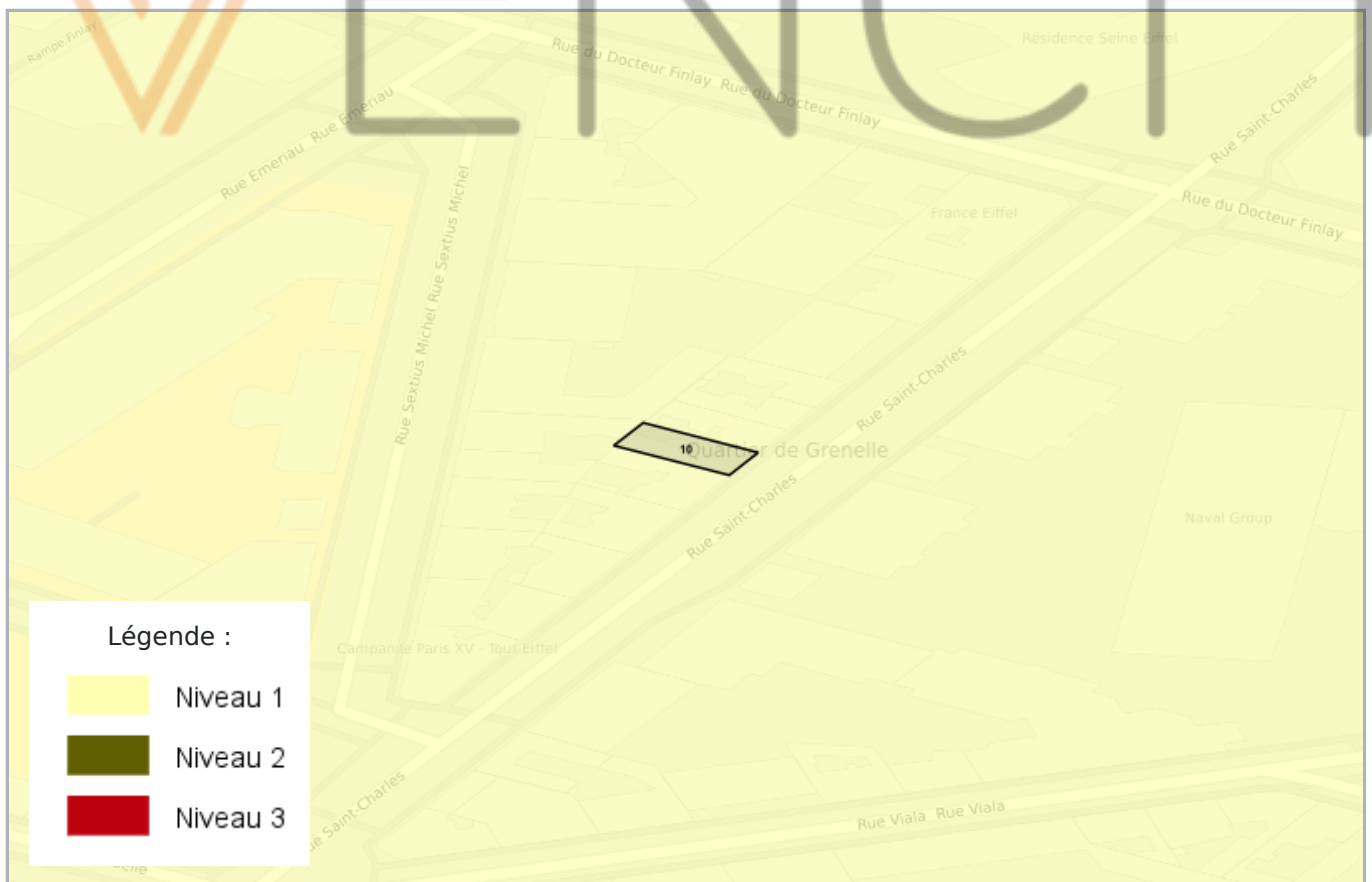 ENCH
Rampe Finlay
Résidence Seine Eiffel
Rue du Docteur Finlay Rue du Docteur Finlay
Rue Emeriau Rue Emeriau
Rue Saint-Charles
Rue du Docteur Finlay
France Eiffel
Rue Sextius Michel Rue Sextius Michel
Rue Saint-Charles
10
Quartier de Grenelle
Rue Saint-Charles
Naval Group
Campanile Paris XV - Tour Eiffel
Légende :
Niveau 1
Niveau 2
Niveau 3
Rue Saint-Charles
Rue Viala Rue Viala